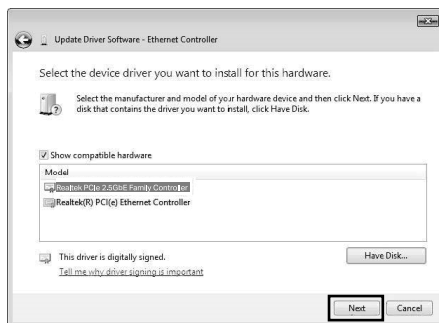 Update Driver Software - Ethernet Controller
Select the device driver you want to install for this hardware.
Select the manufacturer and model of your hardware device and then click Next. If you have a
disk that contains the driver you want to install, click Have Disk.
Show compatible hardware
Model
Realtek PCIe 2.5GbE Family Controller
Realtek(R) PCI(e) Ethernet Controller
This driver is digitally signed.
Have Disk...
Tell me why driver signing is important
Next
Cancel